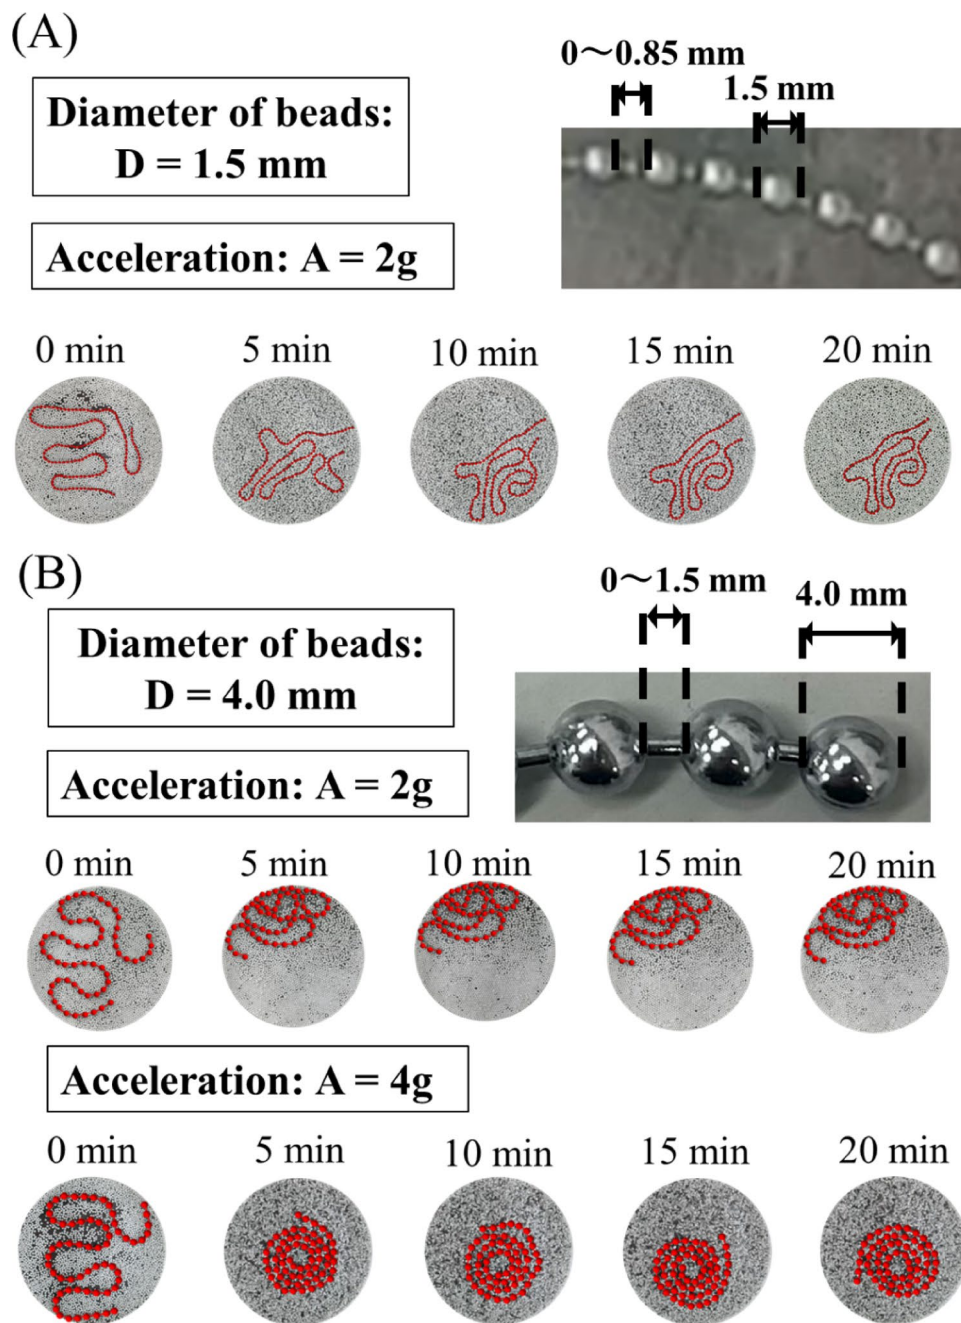 (A)
0～0.85 mm
1.5 mm
Diameter of beads:
D = 1.5 mm
Acceleration: A = 2g
0 min
5 min
10 min
15 min
20 min
(B)
0～1.5 mm
4.0 mm
Diameter of beads:
D = 4.0 mm
Acceleration: A = 2g
0 min
5 min
10 min
15 min
20 min
Acceleration: A = 4g
0 min
5 min
10 min
15 min
20 min